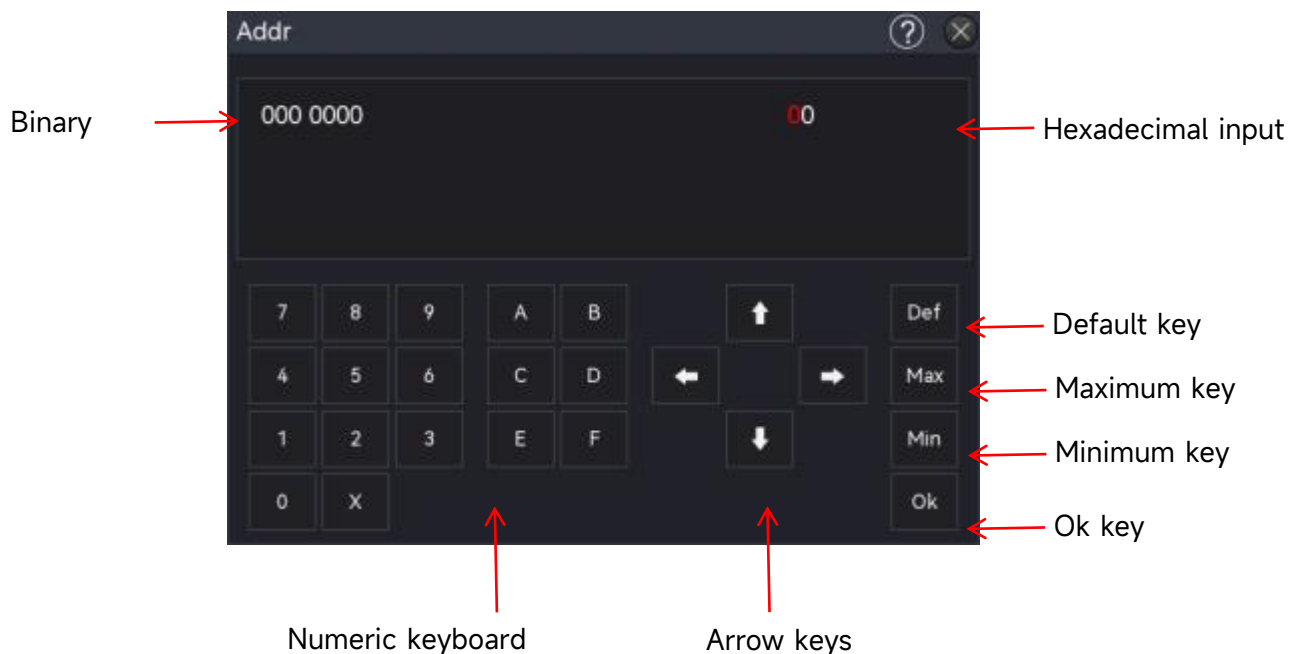 Addr
?
Binary
000 0000
00
Hexadecimal input
7 8 9 A B Def
Default key
4 5 6 C D Max
Maximum key
1 2 3 E F Min
Minimum key
0 X Ok
Ok key
Numeric keyboard
Arrow keys